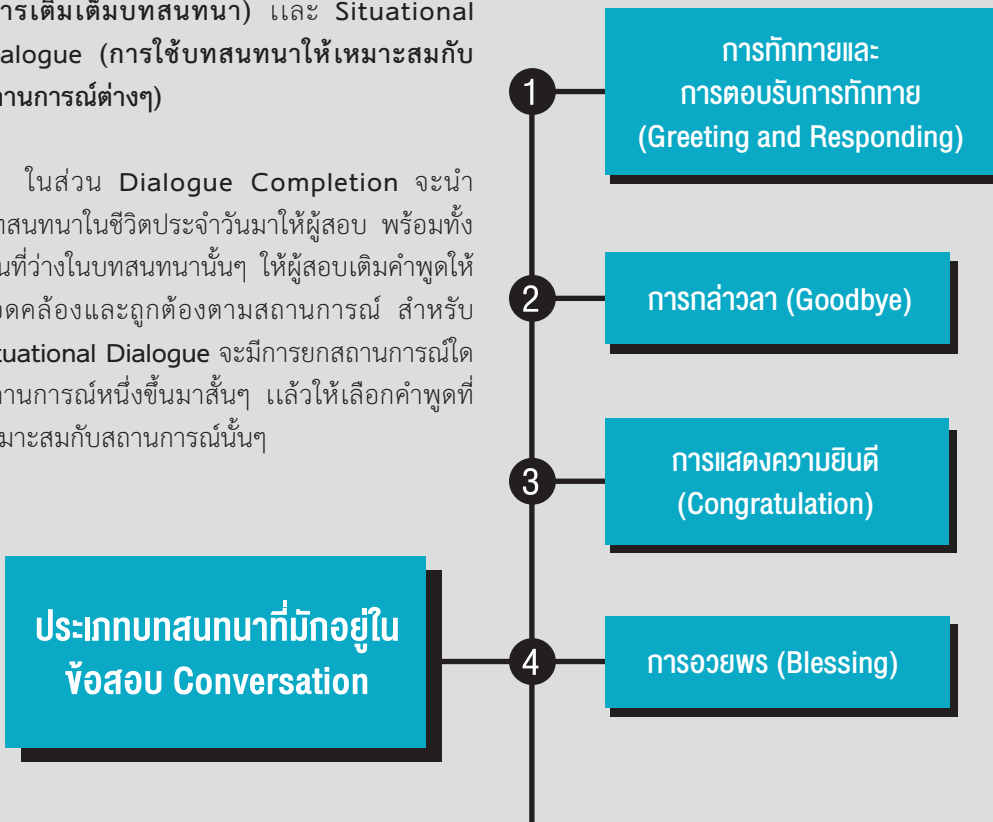 การเติมเต็มบทสนทนา) และ Situational
alogue (การใช้บทสนทนาให้เหมาะสมกับ
านการณ์ต่างๆ)
ในส่วน Dialogue Completion จะนำ
ทสนทนาในชีวิตประจำวันมาให้ผู้สอบ พร้อมทั้ง
นที่ว่างในบทสนทนานั้นๆ ให้ผู้สอบเติมคำพูดให้
อดคล้องและถูกต้องตามสถานการณ์ สำหรับ
tuational Dialogue จะมีการยกสถานการณ์ใด
านการณ์หนึ่งขึ้นมาสั้นๆ แล้วให้เลือกคำพูดที่
มาะสมกับสถานการณ์นั้นๆ
ประเภทบทสนทนาที่มักอยู่ใน
ข้อสอบ Conversation
1
การทักทายและ
การตอบรับการทักทาย
(Greeting and Responding)
2
การกล่าวลา (Goodbye)
3
การแสดงความยินดี
(Congratulation)
4
การอวยพร (Blessing)